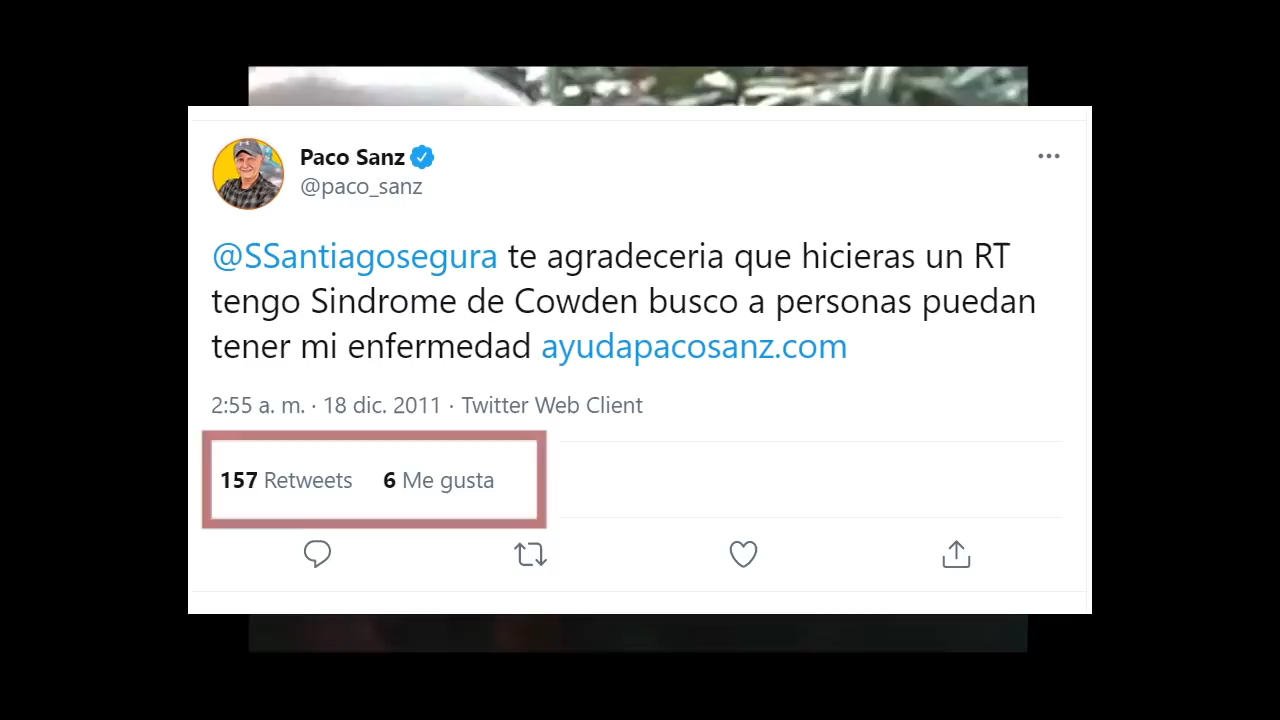 Paco Sanz
@paco_sanz
@SSantiagosegura te agradeceria que hicieras un RT
tengo Sindrome de Cowden busco a personas puedan
tener mi enfermedad ayudapacosanz.com
2:55 a. m. · 18 dic. 2011 · Twitter Web Client
157 Retweets 6 Me gusta